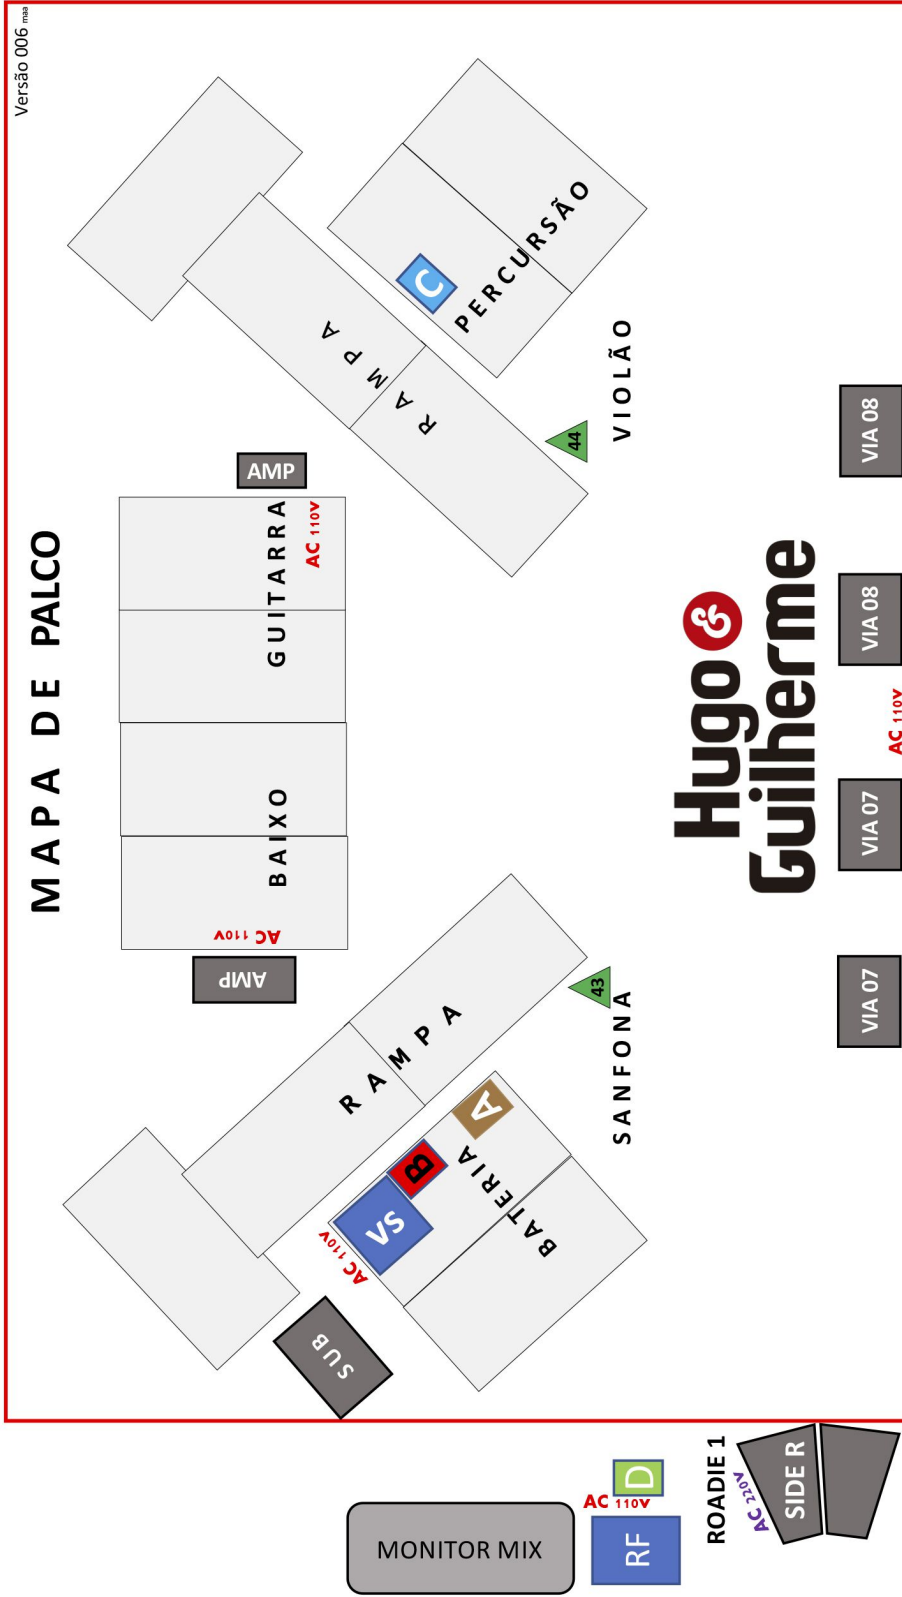 Versão 006 maa
MAPA DE PALCO
AMP
AMP
BAIXO
GUITARRA
AC 110V
AC 110V
RAMPA
RAMPA
SUB
AC 110V
VS
B
A
BATERIA
C
PERCURSÃO
43
SANFONA
44
VIOLÃO
MONITOR MIX
RF
AC 110V
D
ROADIE 1
AC 220V
SIDE R
Hugo &
Guilherme
VIA 07
VIA 07
VIA 08
VIA 08
AC 110V